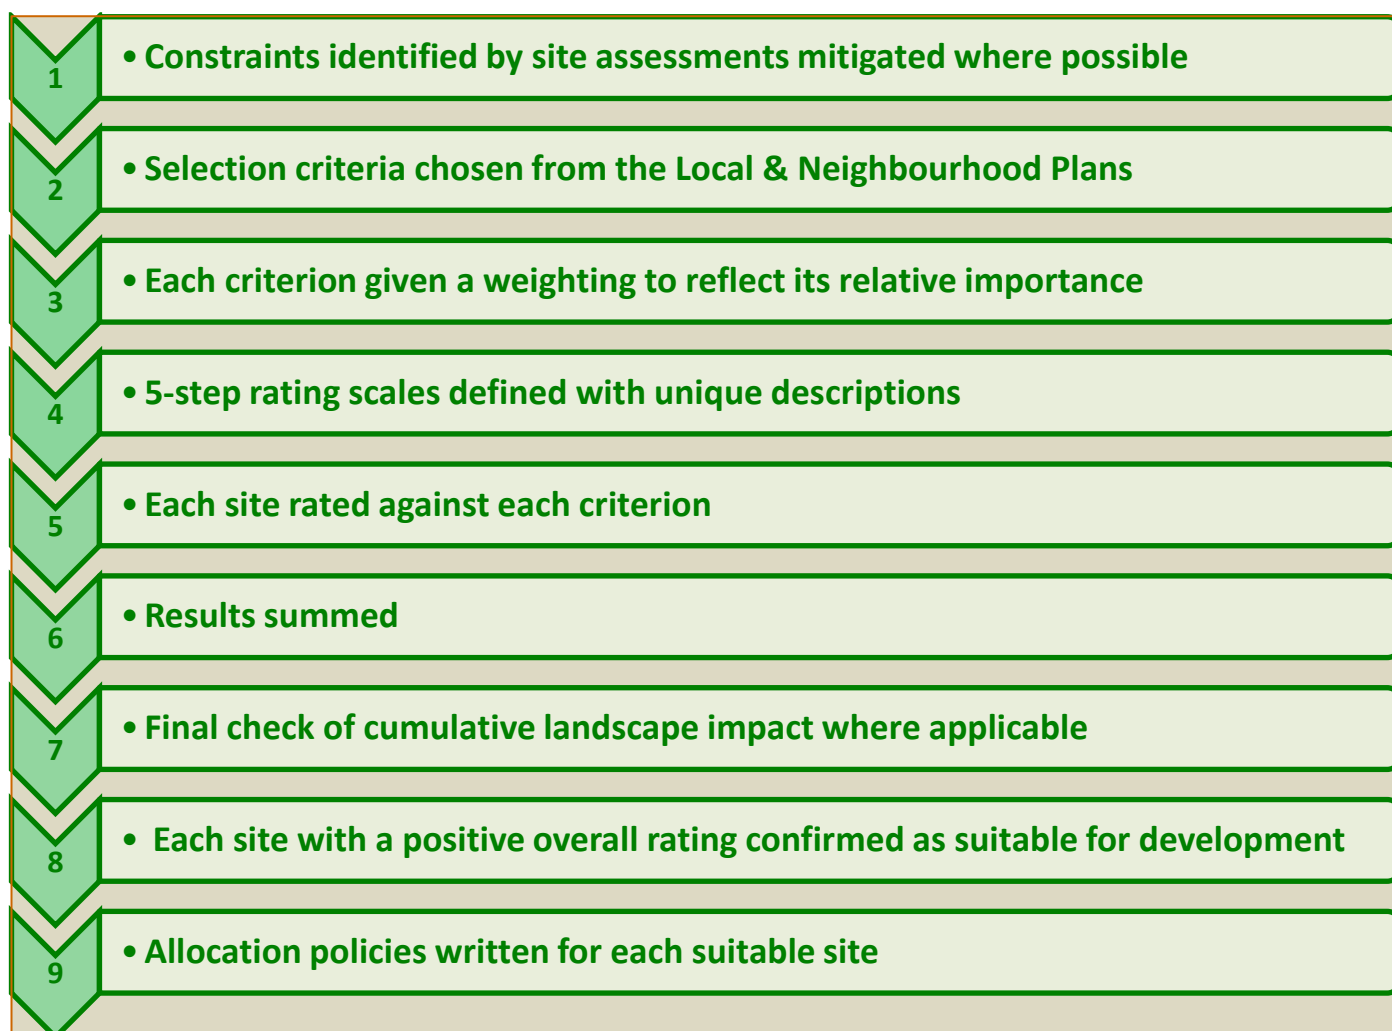 1
• Constraints identified by site assessments mitigated where possible
2
• Selection criteria chosen from the Local & Neighbourhood Plans
3
• Each criterion given a weighting to reflect its relative importance
4
• 5-step rating scales defined with unique descriptions
5
• Each site rated against each criterion
6
• Results summed
7
• Final check of cumulative landscape impact where applicable
8
• Each site with a positive overall rating confirmed as suitable for development
9
• Allocation policies written for each suitable site